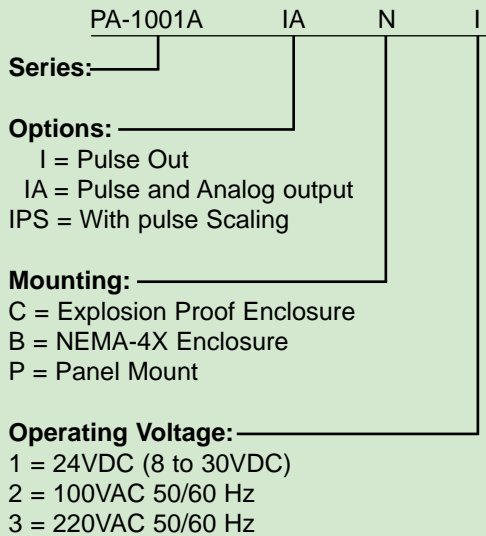 PA-1001A IA N I
Series:
Options:
I = Pulse Out
IA = Pulse and Analog output
IPS = With pulse Scaling
Mounting:
C = Explosion Proof Enclosure
B = NEMA-4X Enclosure
P = Panel Mount
Operating Voltage:
1 = 24VDC (8 to 30VDC)
2 = 100VAC 50/60 Hz
3 = 220VAC 50/60 Hz